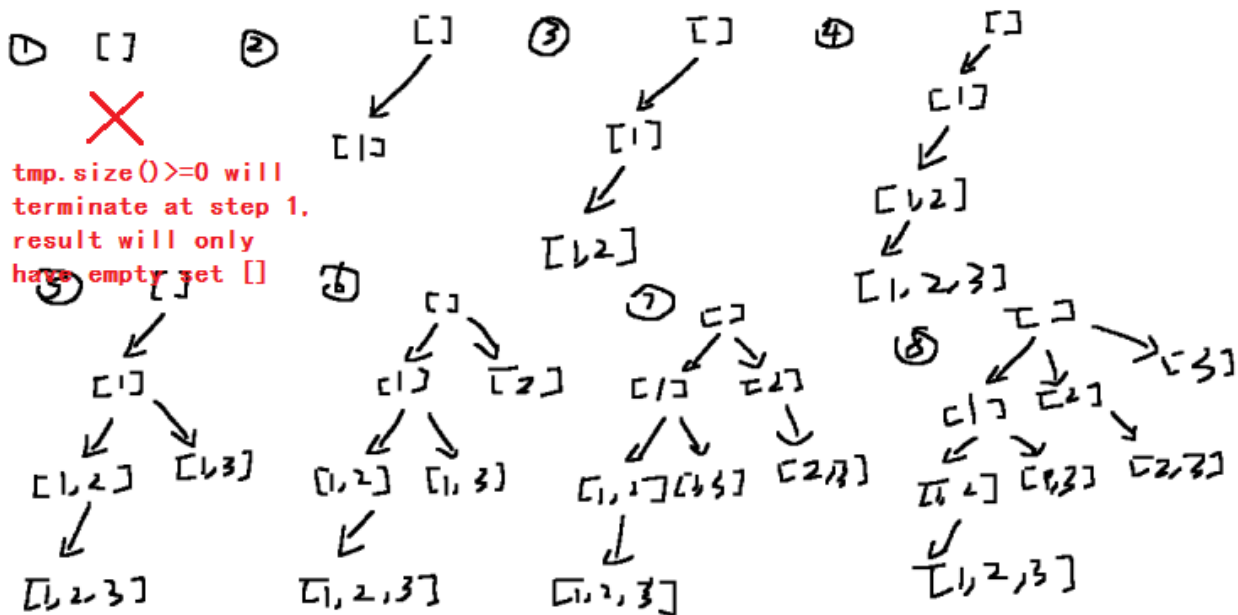 ① [] ② [] ③ [] ④ []
[1]
[1]
[1]
tmp.size()>=0 will
terminate at step 1,
result will only
have empty set []
[1,2]
[1,2]
[1,2,3]
⑤ [] ⑥ [] ⑦ [] ⑧ []
[3]
[1] [1] [2] [1] [2] [1] [2]
[1,2] [1,3] [1,2] [1,3] [1,2] [1,3] [2,3] [1,2] [1,3] [2,3]
[1,2,3] [1,2,3] [1,2,3] [1,2,3]